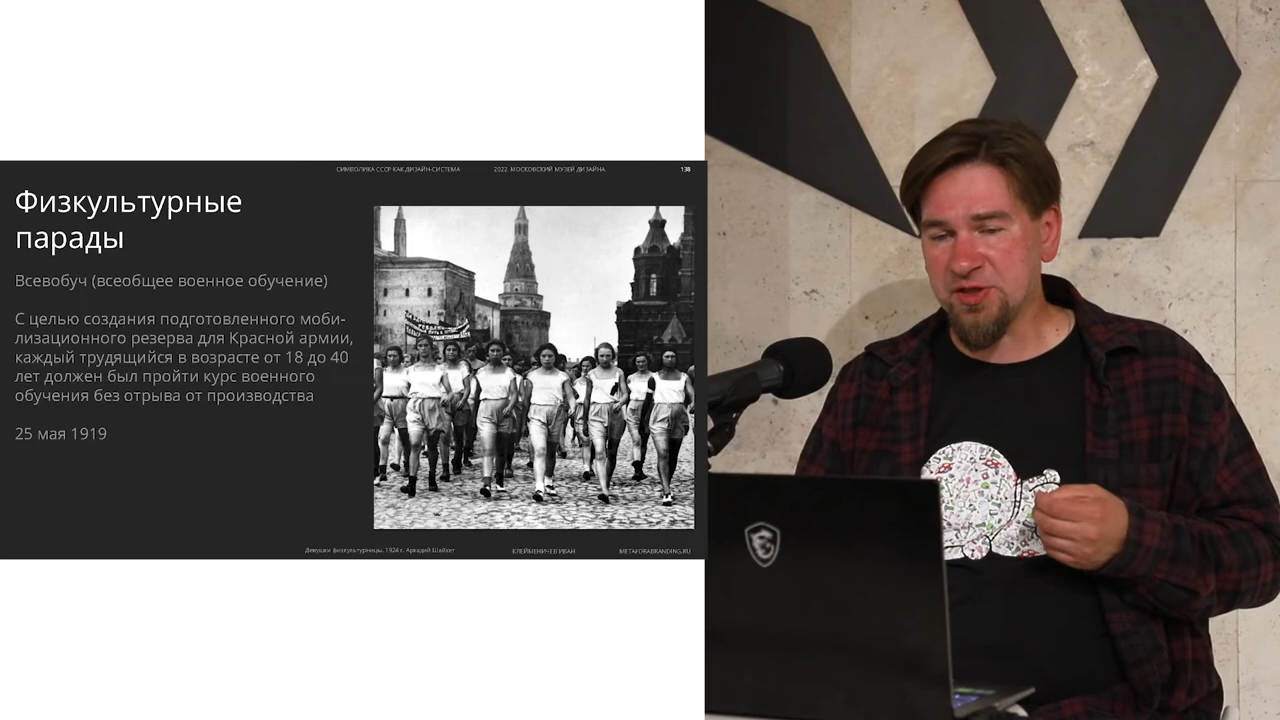 СИМВОЛИКА СССР КАК ДИЗАЙН-СИСТЕМА
2022 МОСКОВСКИЙ МУЗЕЙ ДИЗАЙНА
138
Физкультурные
парады
Всевобуч (всеобщее военное обучение)
С целью создания подготовленного моби-
лизационного резерва для Красной армии,
каждый трудящийся в возрасте от 18 до 40
лет должен был пройти курс военного
обучения без отрыва от производства
25 мая 1919
Девушки физкультурницы, 1924 г. Аркадий Шайхет
КЛЕЙМЕНИЧЕВ ИВАН
METAFORABRANDING.RU